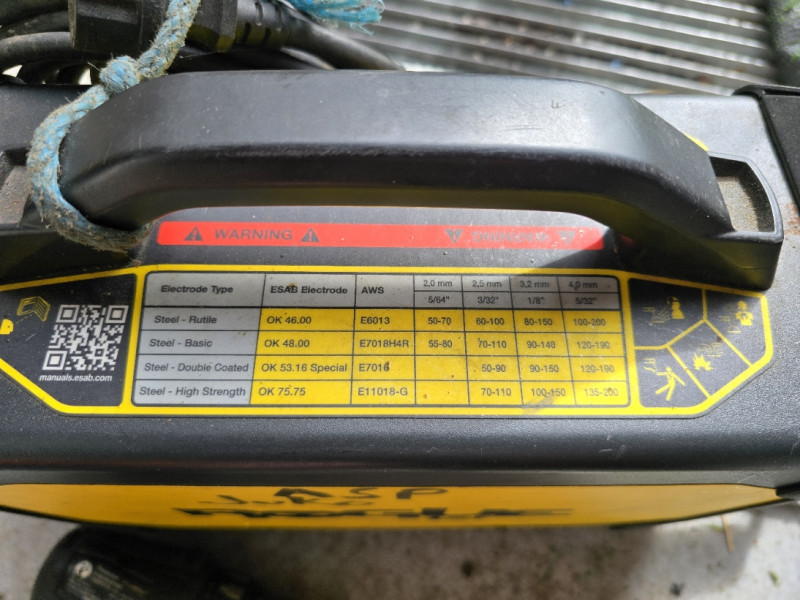 WARNING
Electrode Type ESAB Electrode AWS 2,0 mm 2,5 mm 3,2 mm 4,0 mm
5/64" 3/32" 1/8" 5/32"
Steel - Rutile OK 46.00 E6013 50-70 60-100 80-150 100-200
Steel - Basic OK 48.00 E7018H4R 55-80 70-110 90-140 120-190
Steel - Double Coated OK 53.16 Special E7016 50-90 90-150 120-190
Steel - High Strength OK 75.75 E11018-G 70-110 100-150 135-200
manuals.esab.com